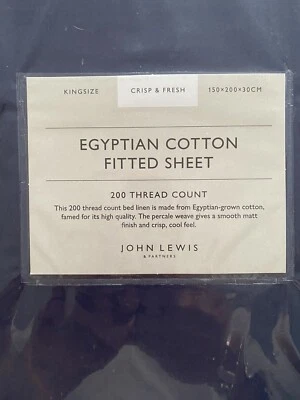 KINGSIZE CRISP & FRESH 150×200×30CM
EGYPTIAN COTTON
FITTED SHEET
200 THREAD COUNT
This 200 thread count bed linen is made from Egyptian-grown cotton,
famed for its high quality. The percale weave gives a smooth matt
finish and crisp, cool feel.
JOHN LEWIS
& PARTNERS